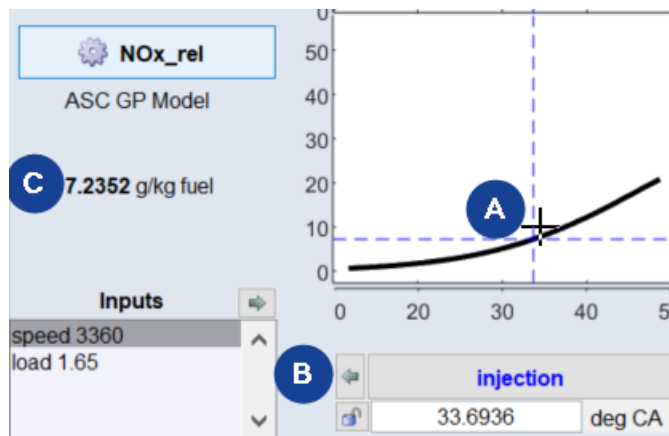 NOx_rel
ASC GP Model
C
7.2352 g/kg fuel
Inputs
speed 3360
load 1.65
50
40
30
20
10
0
A
0 20 30 40
B
injection
33.6936 deg CA